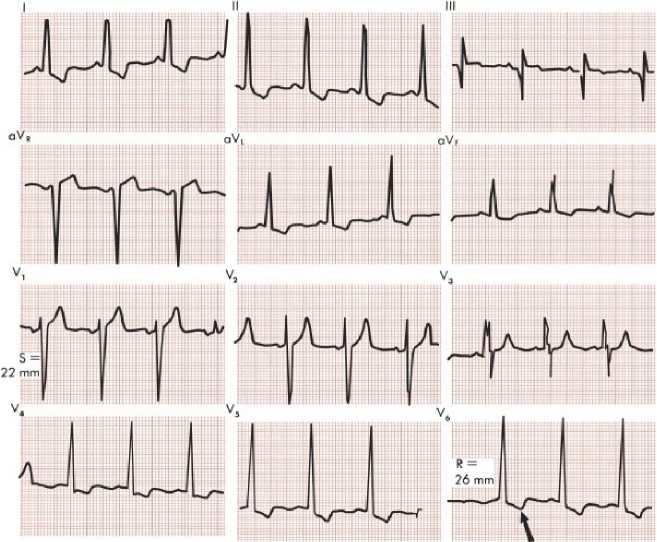 I
II
III
aVR
aVL
aVF
V1
V2
V3
S =
22 mm
V4
V5
V6
R =
26 mm